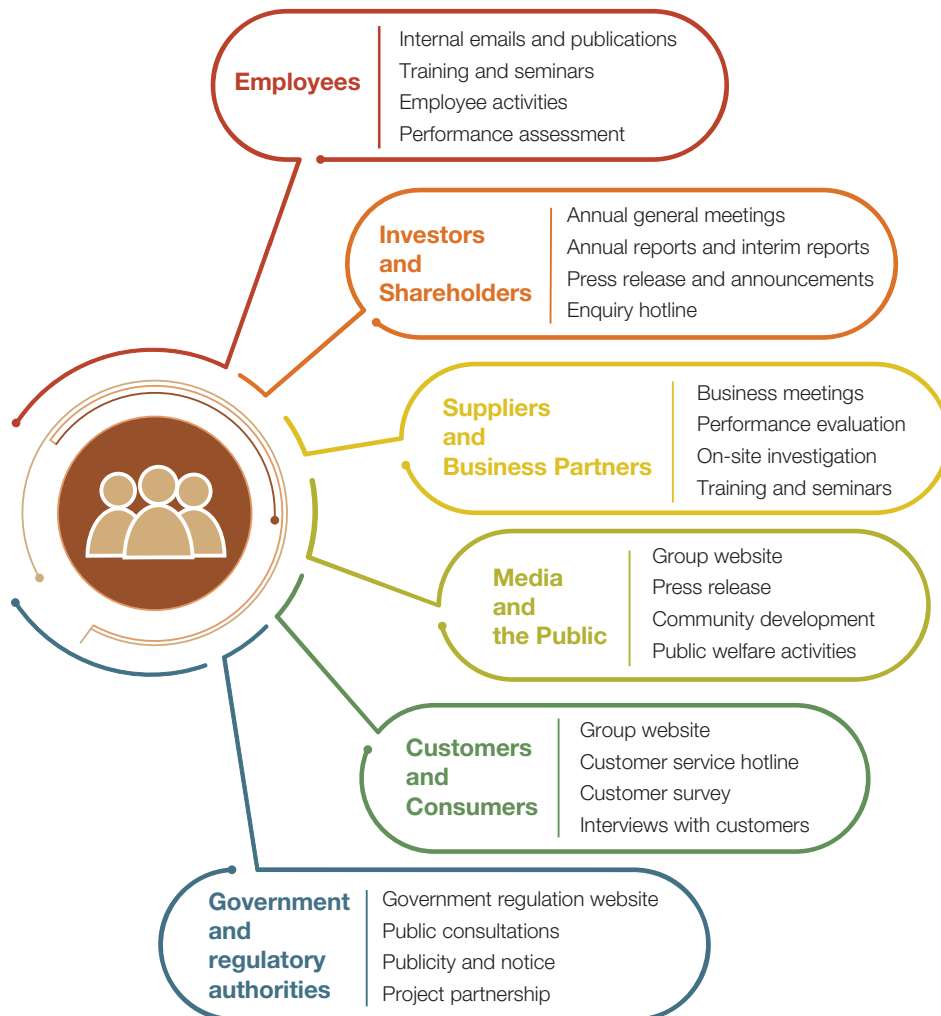 Employees
Internal emails and publications
Training and seminars
Employee activities
Performance assessment
Investors
and
Shareholders
Annual general meetings
Annual reports and interim reports
Press release and announcements
Enquiry hotline
Suppliers
and
Business Partners
Business meetings
Performance evaluation
On-site investigation
Training and seminars
Media
and
the Public
Group website
Press release
Community development
Public welfare activities
Customers
and
Consumers
Group website
Customer service hotline
Customer survey
Interviews with customers
Government
and
regulatory
authorities
Government regulation website
Public consultations
Publicity and notice
Project partnership